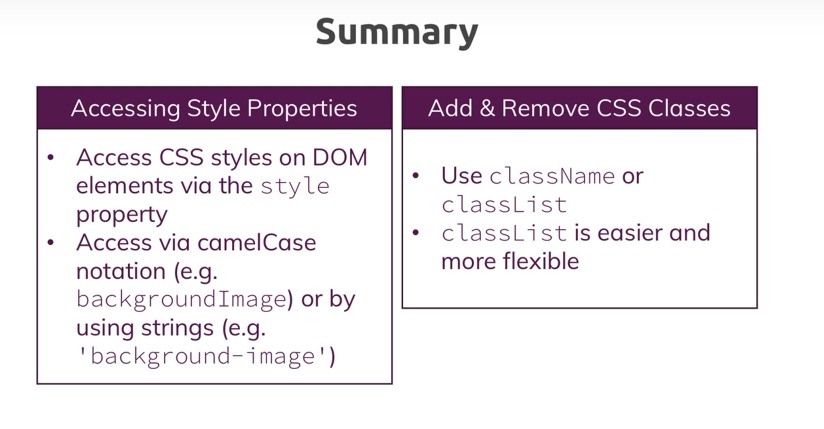 Summary
Accessing Style Properties
• Access CSS styles on DOM
elements via the style
property
• Access via camelCase
notation (e.g.
backgroundImage) or by
using strings (e.g.
'background-image')
Add & Remove CSS Classes
• Use className or
classList
• classList is easier and
more flexible